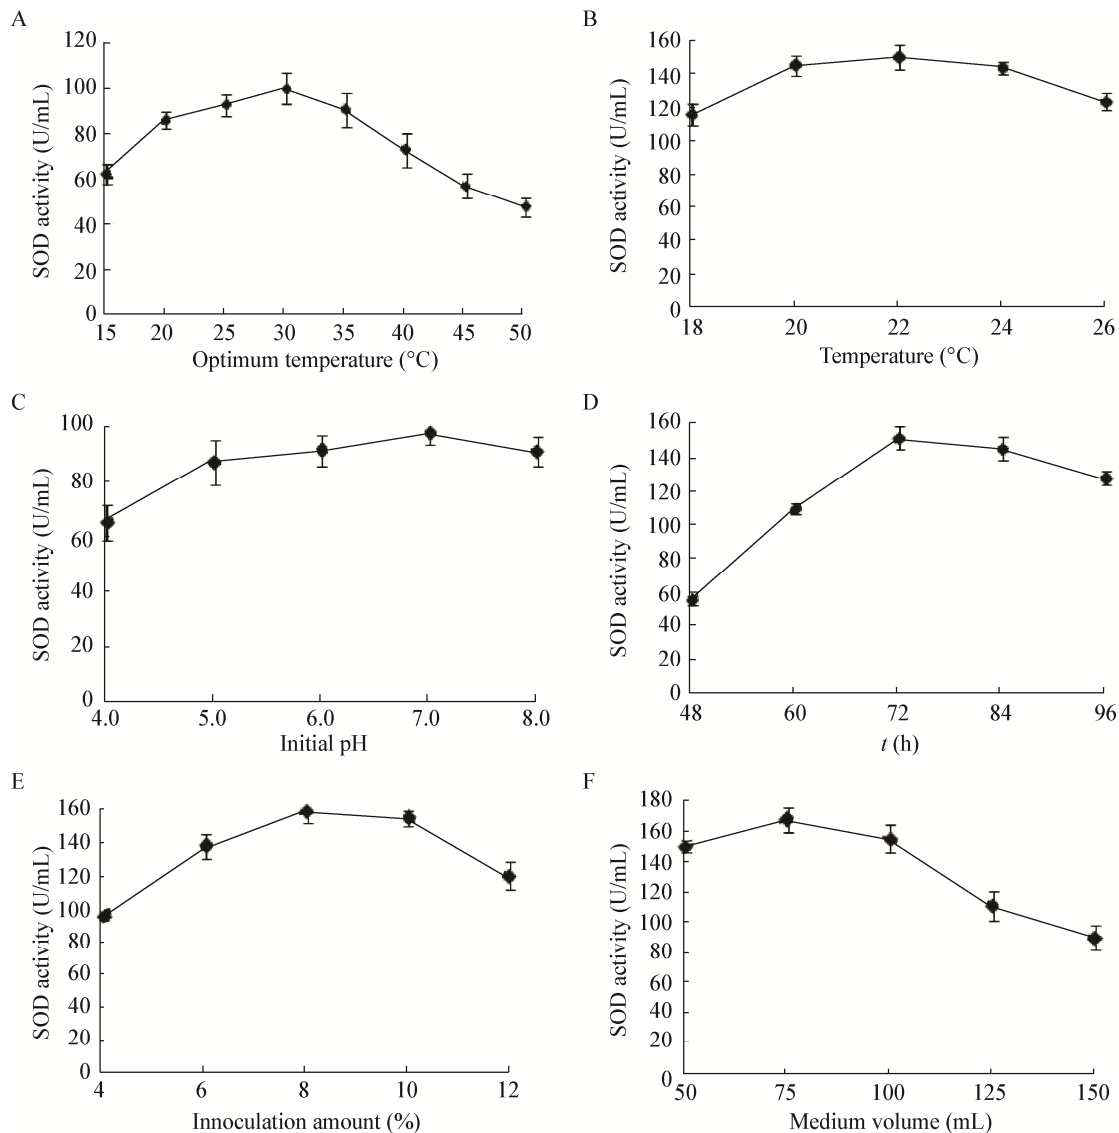 A
SOD activity (U/mL)
120
100
80
60
40
20
0
15 20 25 30 35 40 45 50
Optimum temperature (°C)
B
SOD activity (U/mL)
160
140
120
100
80
60
40
20
0
18 20 22 24 26
Temperature (°C)
C
SOD activity (U/mL)
100
80
60
40
20
0
4.0 5.0 6.0 7.0 8.0
Initial pH
D
SOD activity (U/mL)
160
140
120
100
80
60
40
20
0
48 60 72 84 96
t (h)
E
SOD activity (U/mL)
160
140
120
100
80
60
40
20
0
4 6 8 10 12
Innoculation amount (%)
F
SOD activity (U/mL)
180
160
140
120
100
80
60
40
20
0
50 75 100 125 150
Medium volume (mL)